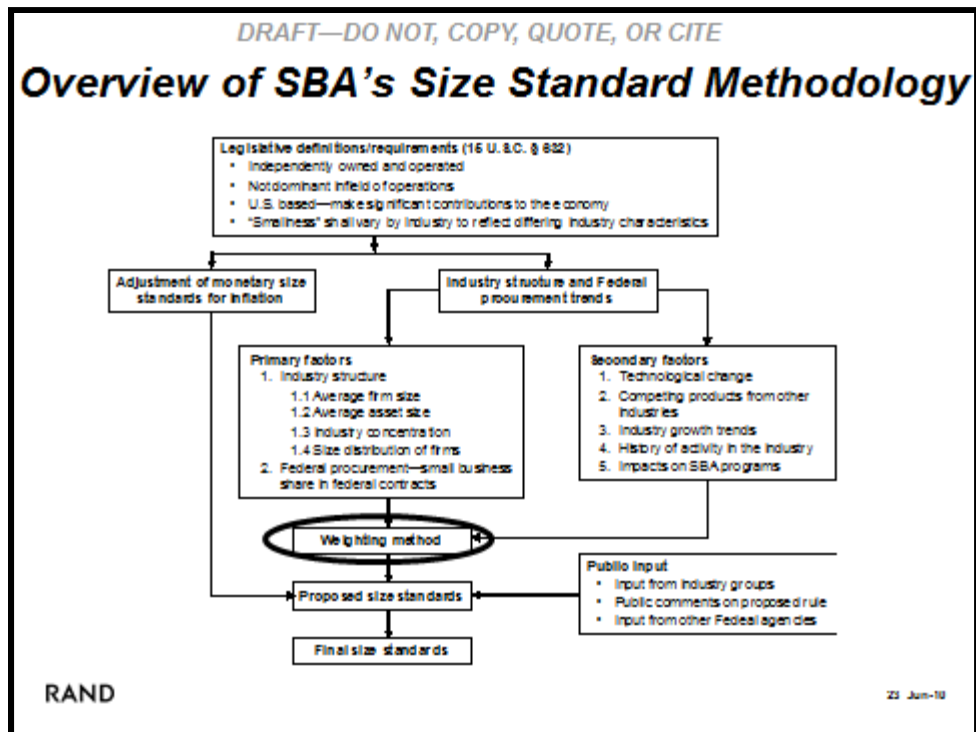 DRAFT—DO NOT, COPY, QUOTE, OR CITE
Overview of SBA's Size Standard Methodology
Legislative definitions/requirements (15 U.S.C. § 632)
• Independently owned and operated
• Not dominant in field of operations
• U.S. based—make significant contributions to the economy
• "Smallness" shall vary by industry to reflect differing industry characteristics
Adjustment of monetary size
standards for inflation
Industry structure and Federal
procurement trends
Primary factors
1. Industry structure
1.1 Average firm size
1.2 Average asset size
1.3 Industry concentration
1.4 Size distribution of firms
2. Federal procurement—small business
share in federal contracts
Secondary factors
1. Technological change
2. Competing products from other
industries
3. Industry growth trends
4. History of activity in the industry
5. Impacts on SBA programs
Weighting method
Public input
• Input from industry groups
• Public comments on proposed rule
• Input from other Fedeal agencies
Proposed size standards
Final size standards
RAND
23 Jun-10